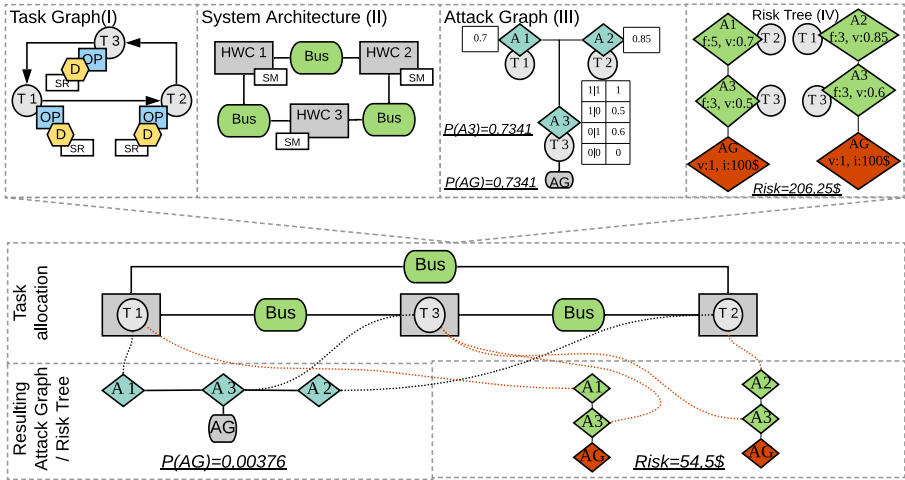 Task Graph(I)
T 3
OP
D
SR
T 1
T 2
OP
D
SR
OP
D
SR
System Architecture (II)
HWC 1
SM
Bus
HWC 2
SM
Bus
HWC 3
SM
Bus
Attack Graph (III)
0.7
A 1
T 1
A 2
0.85
T 2
1|1 1
1|0 0.5
0|1 0.6
0|0 0
A 3
T 3
P(A3)=0,7341
AG
P(AG)=0,7341
Risk Tree (IV)
A1
f:5, v:0.7
T 2
T 1
A2
f:3, v:0.85
A3
f:3, v:0.5
T 3
T 3
A3
f:3, v:0.6
AG
v:1, i:100$
AG
v:1, i:100$
Risk=206,25$
Task
allocation
Bus
T 1
Bus
T 3
Bus
T 2
Resulting
Attack Graph
/ Risk Tree
A 1
A 3
A 2
AG
P(AG)=0,00376
A1
A3
AG
A2
A3
AG
Risk=54,5$